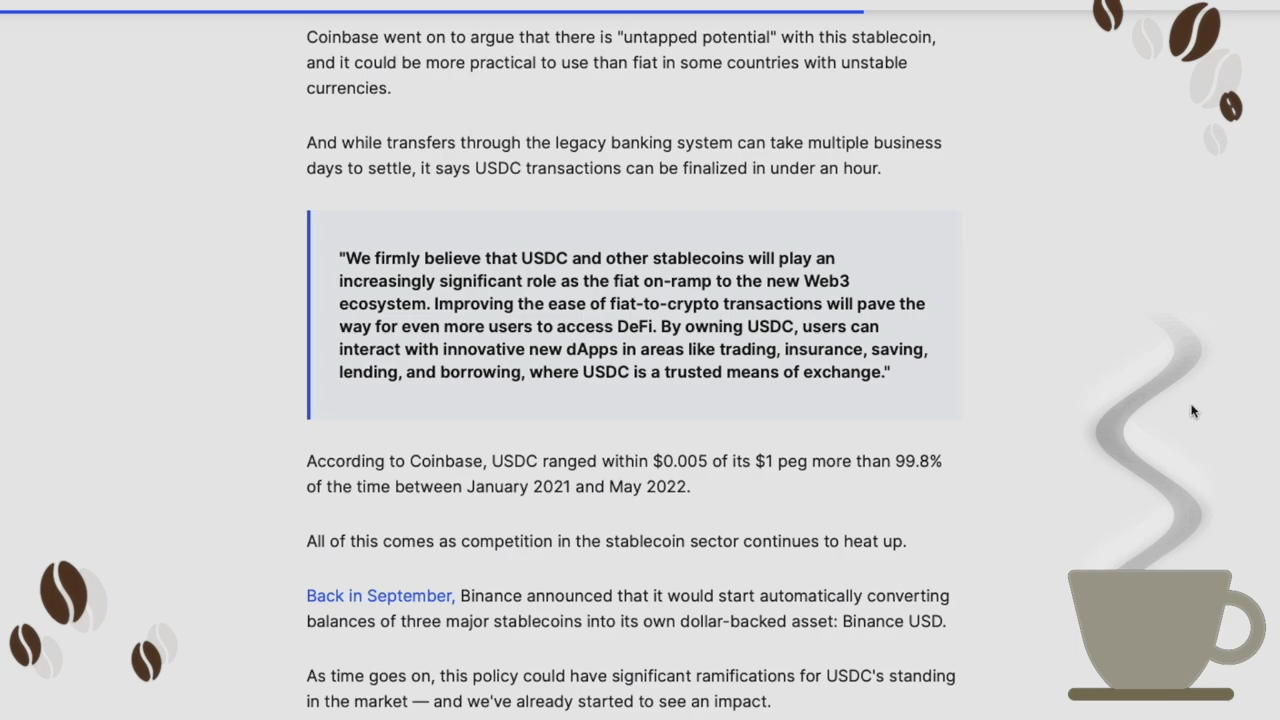 Coinbase went on to argue that there is "untapped potential" with this stablecoin,
and it could be more practical to use than fiat in some countries with unstable
currencies.
And while transfers through the legacy banking system can take multiple business
days to settle, it says USDC transactions can be finalized in under an hour.
"We firmly believe that USDC and other stablecoins will play an
increasingly significant role as the fiat on-ramp to the new Web3
ecosystem. Improving the ease of fiat-to-crypto transactions will pave the
way for even more users to access DeFi. By owning USDC, users can
interact with innovative new dApps in areas like trading, insurance, saving,
lending, and borrowing, where USDC is a trusted means of exchange."
According to Coinbase, USDC ranged within $0.005 of its $1 peg more than 99.8%
of the time between January 2021 and May 2022.
All of this comes as competition in the stablecoin sector continues to heat up.
Back in September, Binance announced that it would start automatically converting
balances of three major stablecoins into its own dollar-backed asset: Binance USD.
As time goes on, this policy could have significant ramifications for USDC's standing
in the market — and we've already started to see an impact.